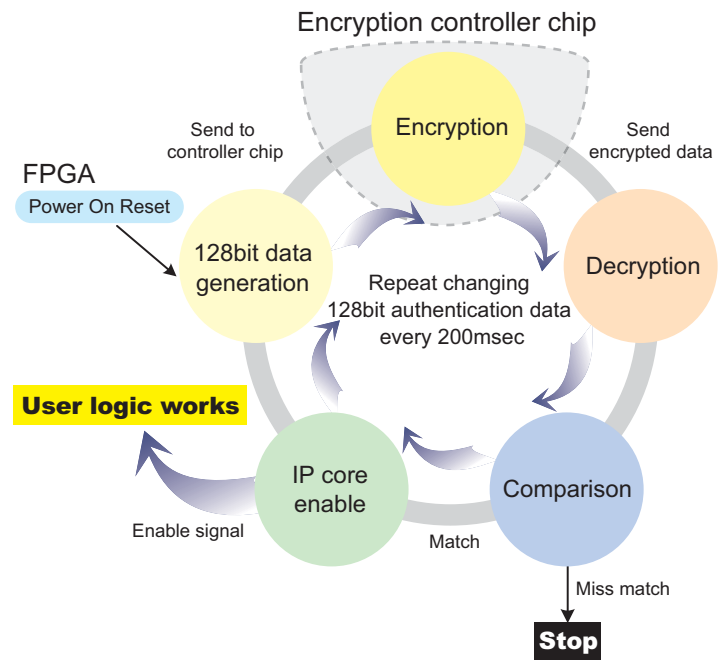 Encryption controller chip
Encryption
Send to
controller chip
Send
encrypted data
FPGA
Power On Reset
128bit data
generation
Decryption
Repeat changing
128bit authentication data
every 200msec
User logic works
IP core
enable
Comparison
Enable signal
Match
Miss match
Stop